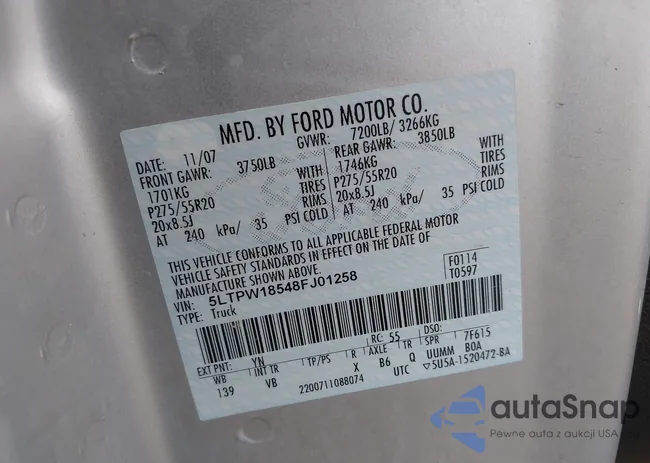 MFD. BY FORD MOTOR CO.
DATE: 11/07 GVWR: 7200LB/ 3266KG
FRONT GAWR: 3750LB REAR GAWR: 3850LB
1701KG WITH 1746KG WITH
P275/55R20 TIRES P275/55R20 TIRES
20x8.5J RIMS 20x8.5J RIMS
AT 240 kPa/ 35 PSI COLD AT 240 kPa/ 35 PSI COLD
THIS VEHICLE CONFORMS TO ALL APPLICABLE FEDERAL MOTOR
VEHICLE SAFETY STANDARDS IN EFFECT ON THE DATE OF
MANUFACTURE SHOWN ABOVE.
VIN: 5LTPW18548FJ01258 F0114
TYPE: Truck T0597
EXT PNT: YN RC: 55 DSO: 7F615
WB INT TR TP/PS R AXLE TR SPR
139 VB X B6 Q UUMM B0A
2200711088074 UTC ▽5U5A-1520472-BA
autaSnap
Pewne auta z aukcji USA